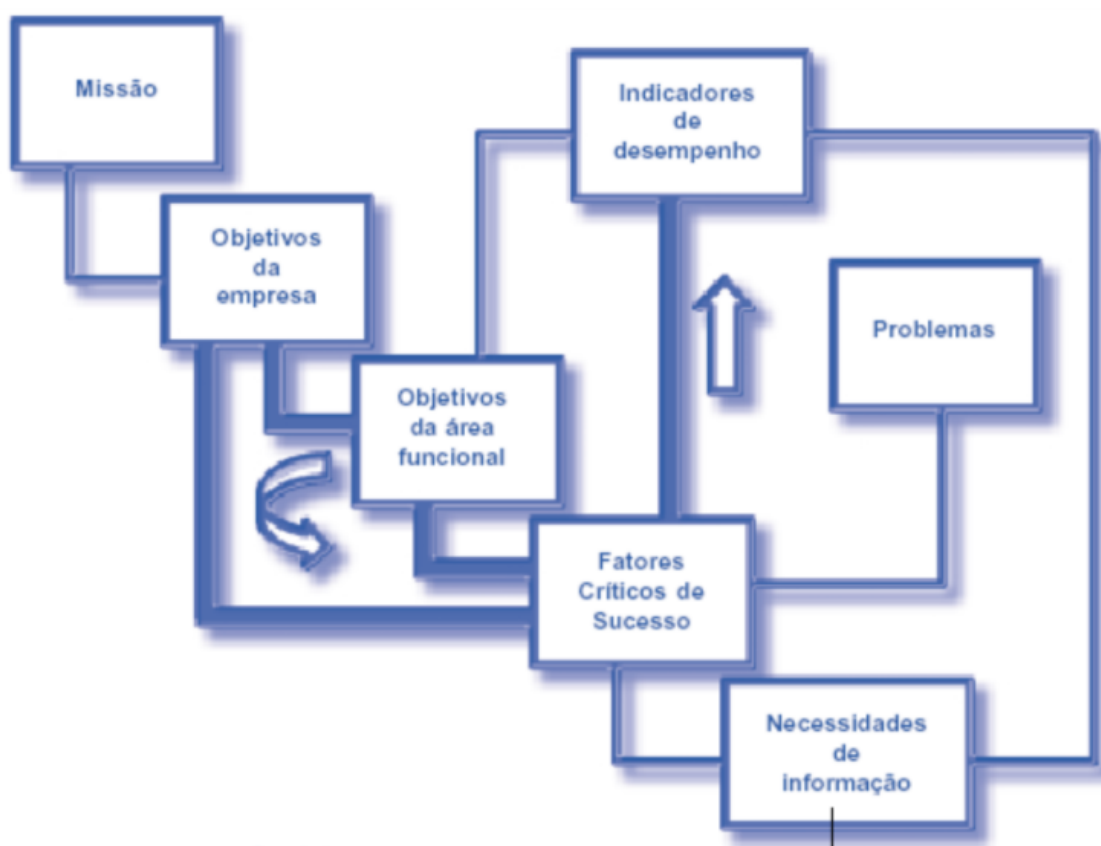 Missão
Indicadores
de
desempenho
Objetivos
da
empresa
Problemas
Objetivos
da área
funcional
Fatores
Críticos de
Sucesso
Necessidades
de
informação